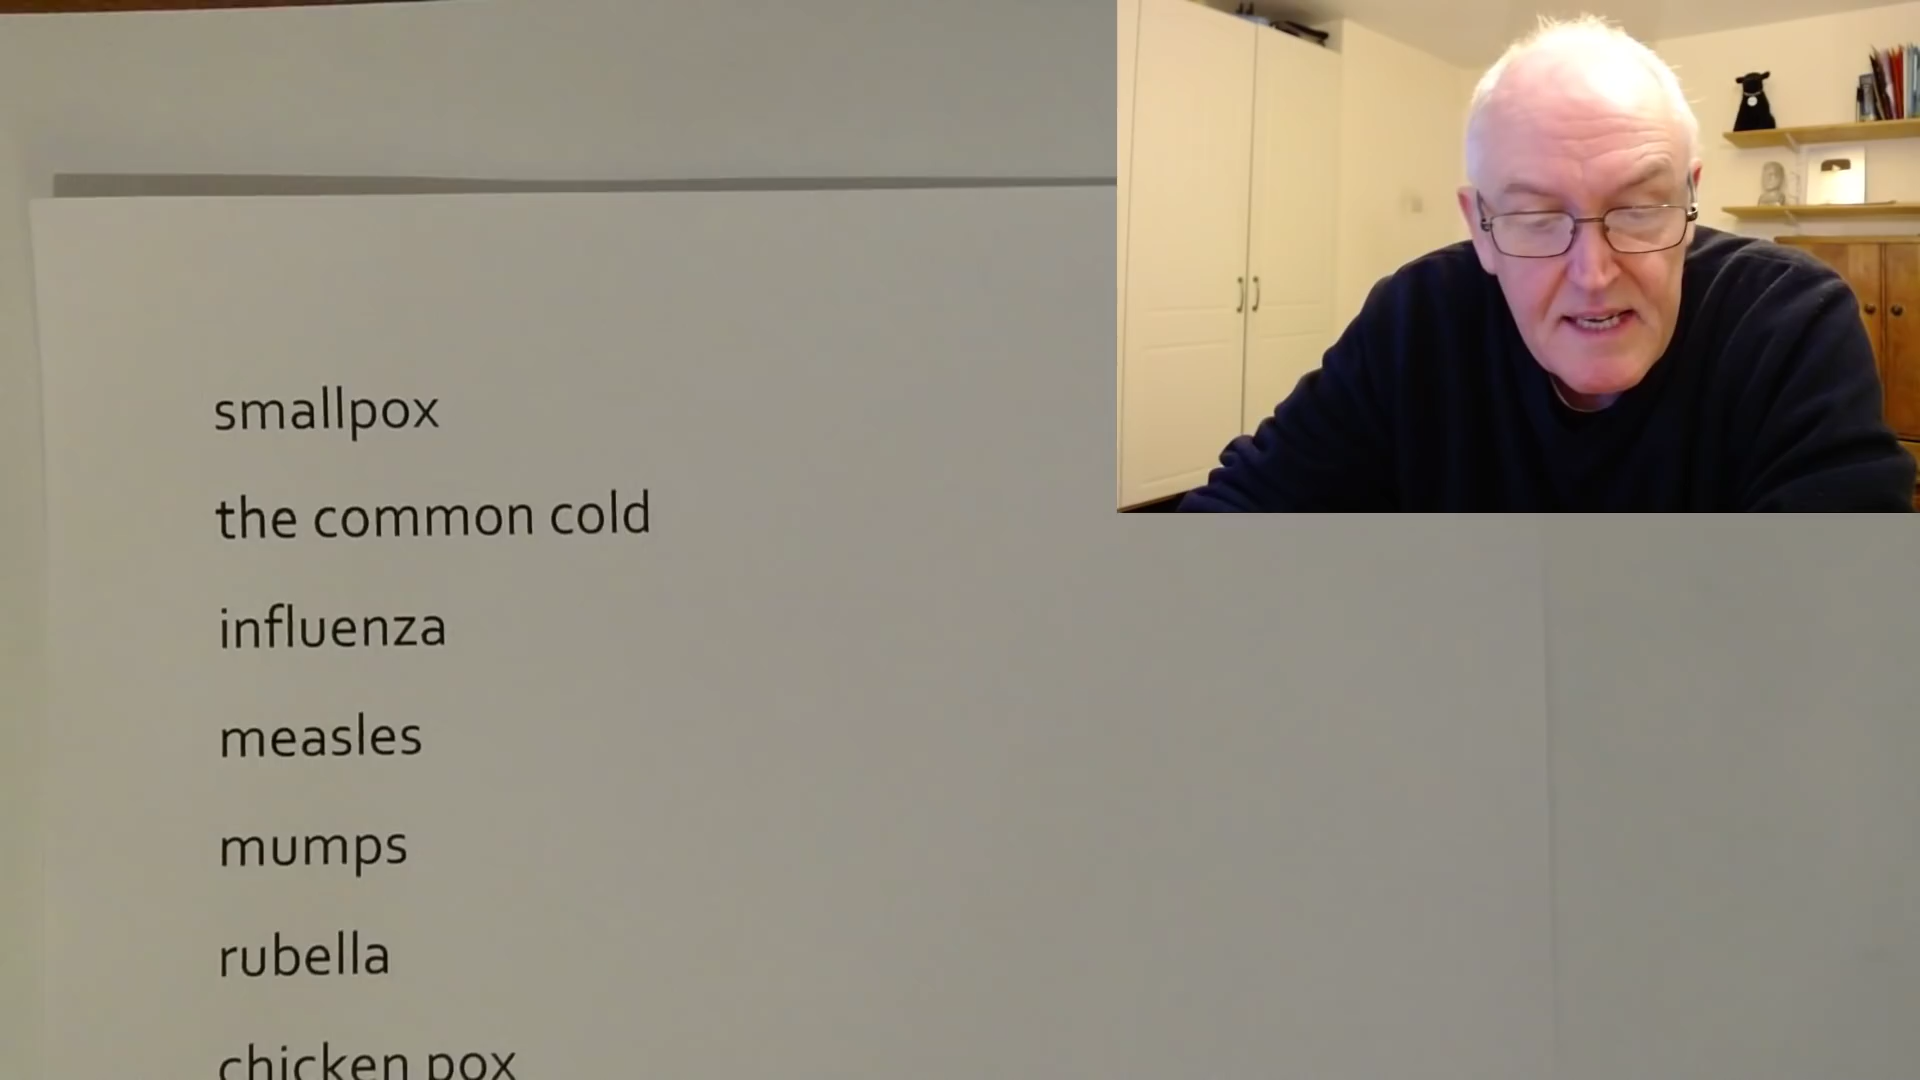 smallpox
the common cold
influenza
measles
mumps
rubella
chicken pox